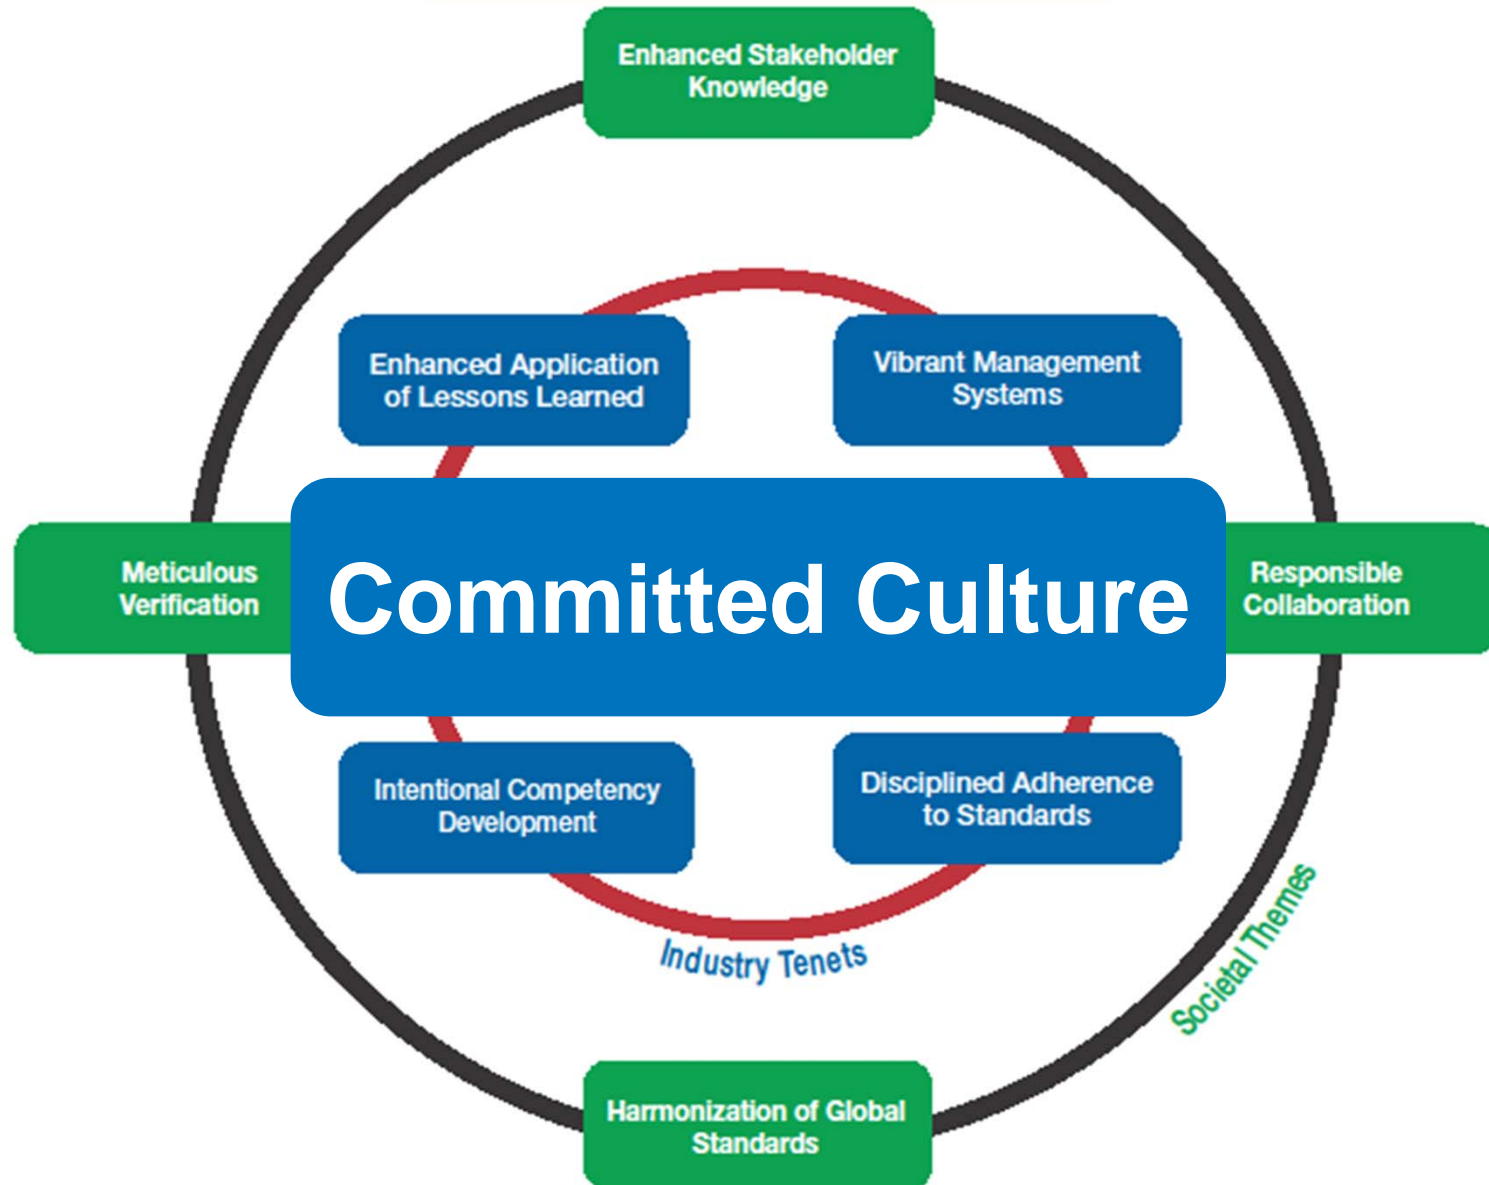 Enhanced Stakeholder
Knowledge
Enhanced Application
of Lessons Learned
Vibrant Management
Systems
Meticulous
Verification
Committed Culture
Responsible
Collaboration
Intentional Competency
Development
Disciplined Adherence
to Standards
Industry Tenets
Societal Themes
Harmonization of Global
Standards